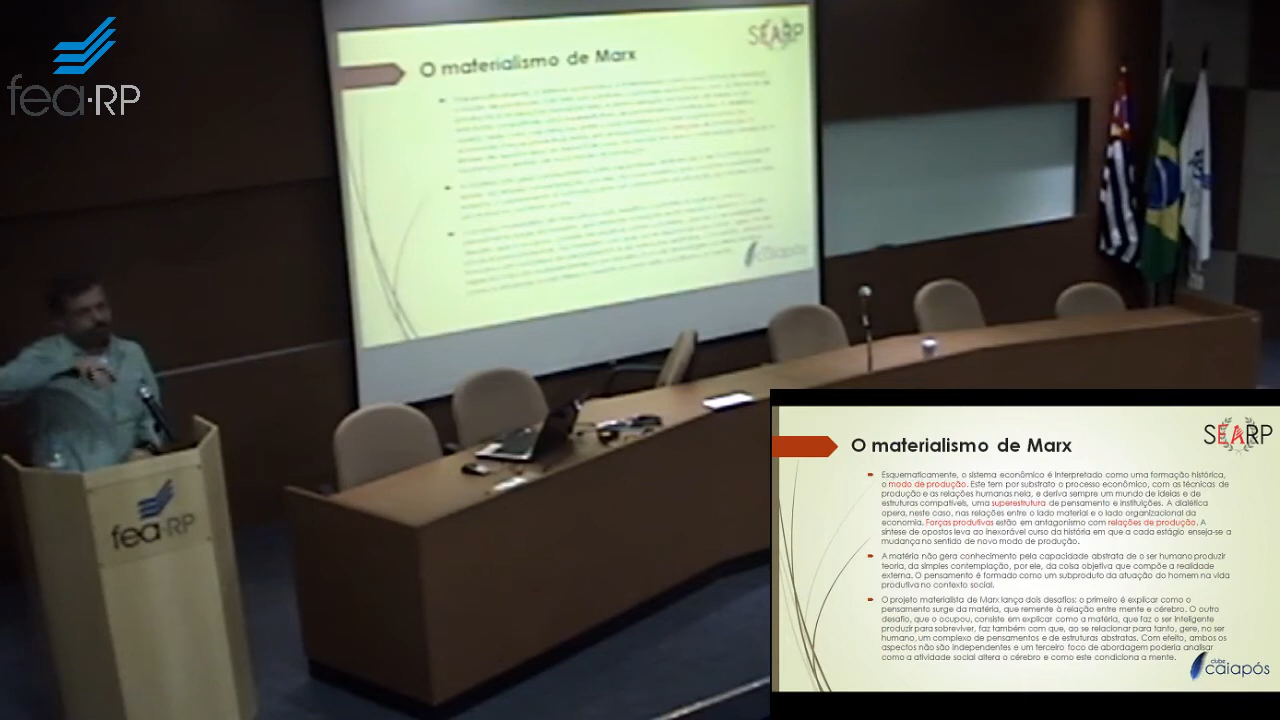 fea·RP
SEARP
O materialismo de Marx
caiapós
fea·RP
SEARP
O materialismo de Marx
Esquematicamente, o sistema econômico é interpretado como uma formação histórica,
o modo de produção. Este tem por substrato o processo econômico, com as técnicas de
produção e as relações humanas nela, e deriva sempre um mundo de ideias e de
estruturas compatíveis, uma superestrutura de pensamento e instituições. A dialética
opera, neste caso, nas relações entre o lado material e o lado organizacional da
economia. Forças produtivas estão em antagonismo com relações de produção. A
síntese de opostos leva ao inexorável curso da história em que a cada estágio enseja-se a
mudança no sentido de novo modo de produção.
A matéria não gera conhecimento pela capacidade abstrata de o ser humano produzir
teoria, da simples contemplação, por ele, da coisa objetiva que compõe a realidade
externa. O pensamento é formado como um subproduto da atuação do homem na vida
produtiva no contexto social.
O projeto materialista de Marx lança dois desafios: o primeiro é explicar como o
pensamento surge da matéria, que remente à relação entre mente e cérebro. O outro
desafio, que o ocupou, consiste em explicar como a matéria, que faz o ser inteligente
produzir para sobreviver, faz também com que, ao se relacionar para tanto, gere, no ser
humano, um complexo de pensamentos e de estruturas abstratas. Com efeito, ambos os
aspectos não são independentes e um terceiro foco de abordagem poderia analisar
como a atividade social altera o cérebro e como este condiciona a mente.
clube
caiapós